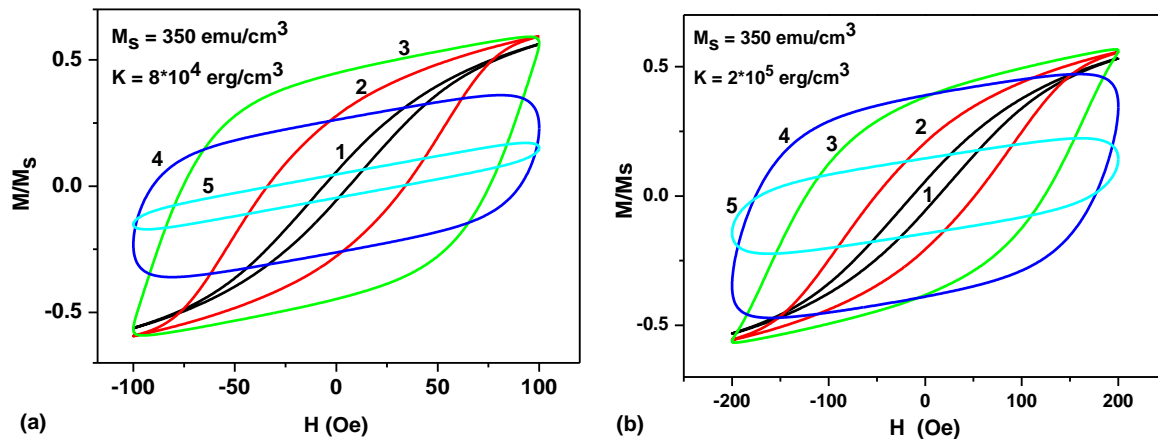 M_s = 350 emu/cm^3
K = 8*10^4 erg/cm^3
3
2
1
4
5
0.5
0.0
-0.5
M/M_s
-100
-50
0
50
100
H (Oe)
(a)
M_s = 350 emu/cm^3
K = 2*10^5 erg/cm^3
4
3
2
1
5
0.5
0.0
-0.5
M/Ms
-200
-100
0
100
200
H (Oe)
(b)